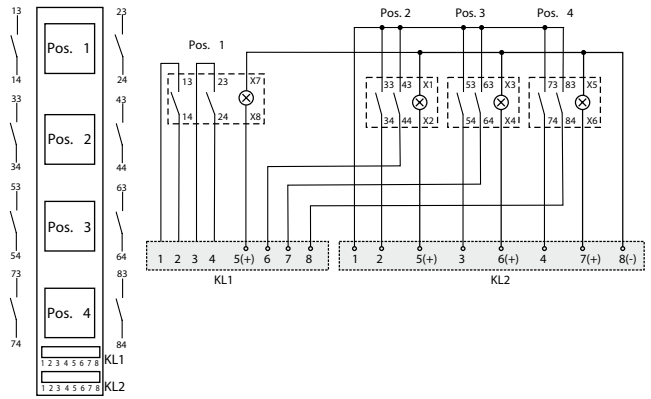 13
23
Pos. 1
14
24
33
43
Pos. 2
34
44
53
63
Pos. 3
54
64
73
83
Pos. 4
74
84
KL1
1 2 3 4 5 6 7 8
KL2
1 2 3 4 5 6 7 8
Pos. 1
13 23 X7
14 24 X8
1 2 3 4 5(+) 6 7 8
KL1
Pos. 2 Pos. 3 Pos. 4
33 43 X1 53 63 X3 73 83 X5
34 44 X2 54 64 X4 74 84 X6
1 2 5(+) 3 6(+) 4 7(+) 8(-)
KL2